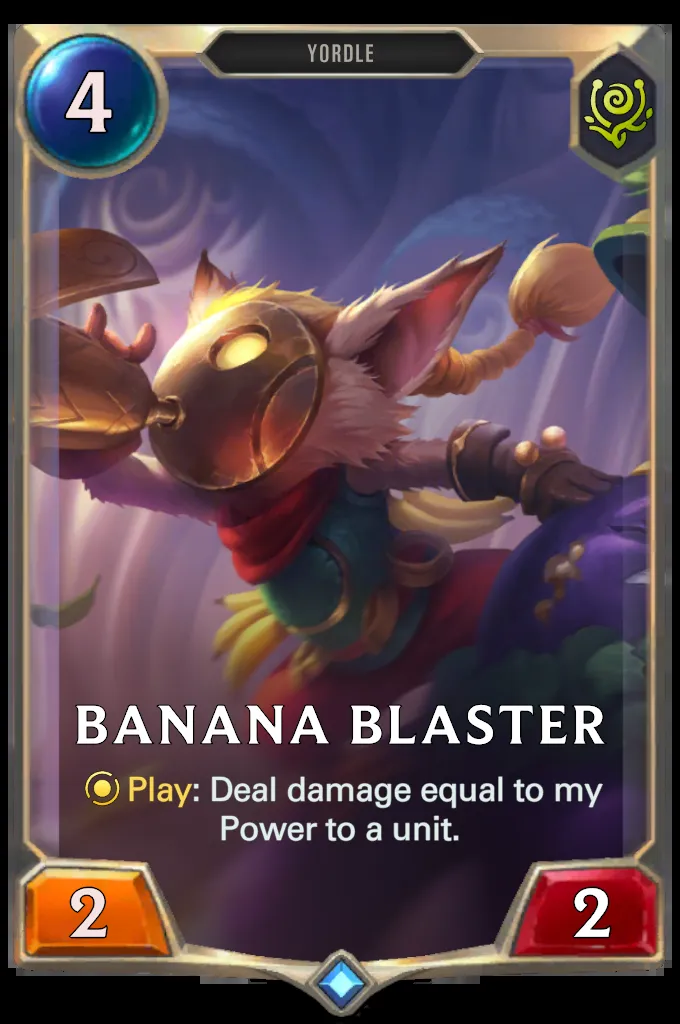 YORDLE
4
BANANA BLASTER
Play: Deal damage equal to my
Power to a unit.
2
2